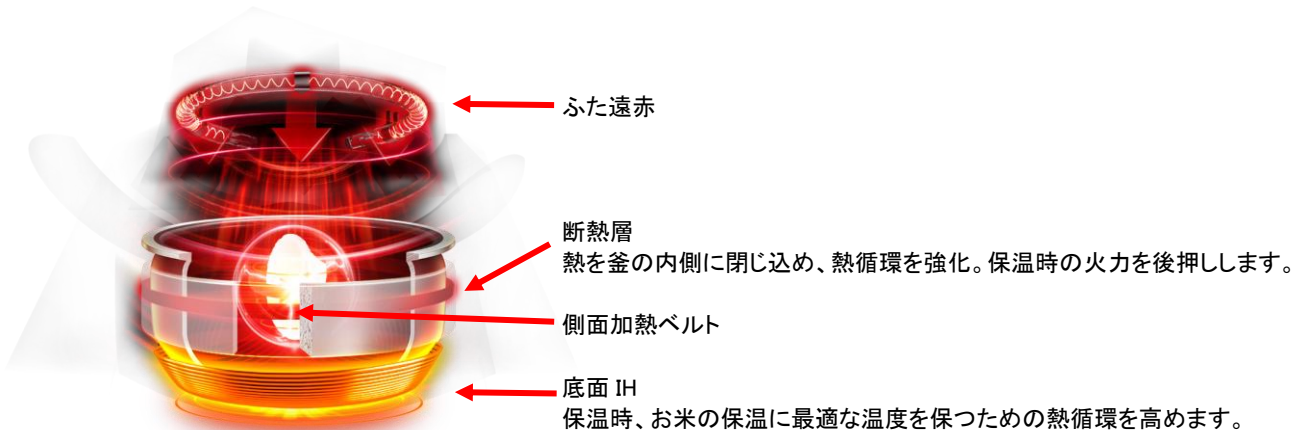 ふた遠赤
断熱層
熱を釜の内側に閉じ込め、熱循環を強化。保温時の火力を後押しします。
側面加熱ベルト
底面 IH
保温時、お米の保温に最適な温度を保つための熱循環を高めます。